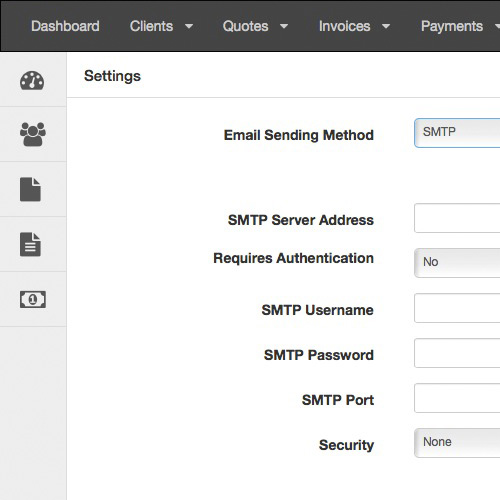 Dashboard Clients Quotes Invoices Payments
Settings
Email Sending Method SMTP
SMTP Server Address
Requires Authentication No
SMTP Username
SMTP Password
SMTP Port
Security None
1